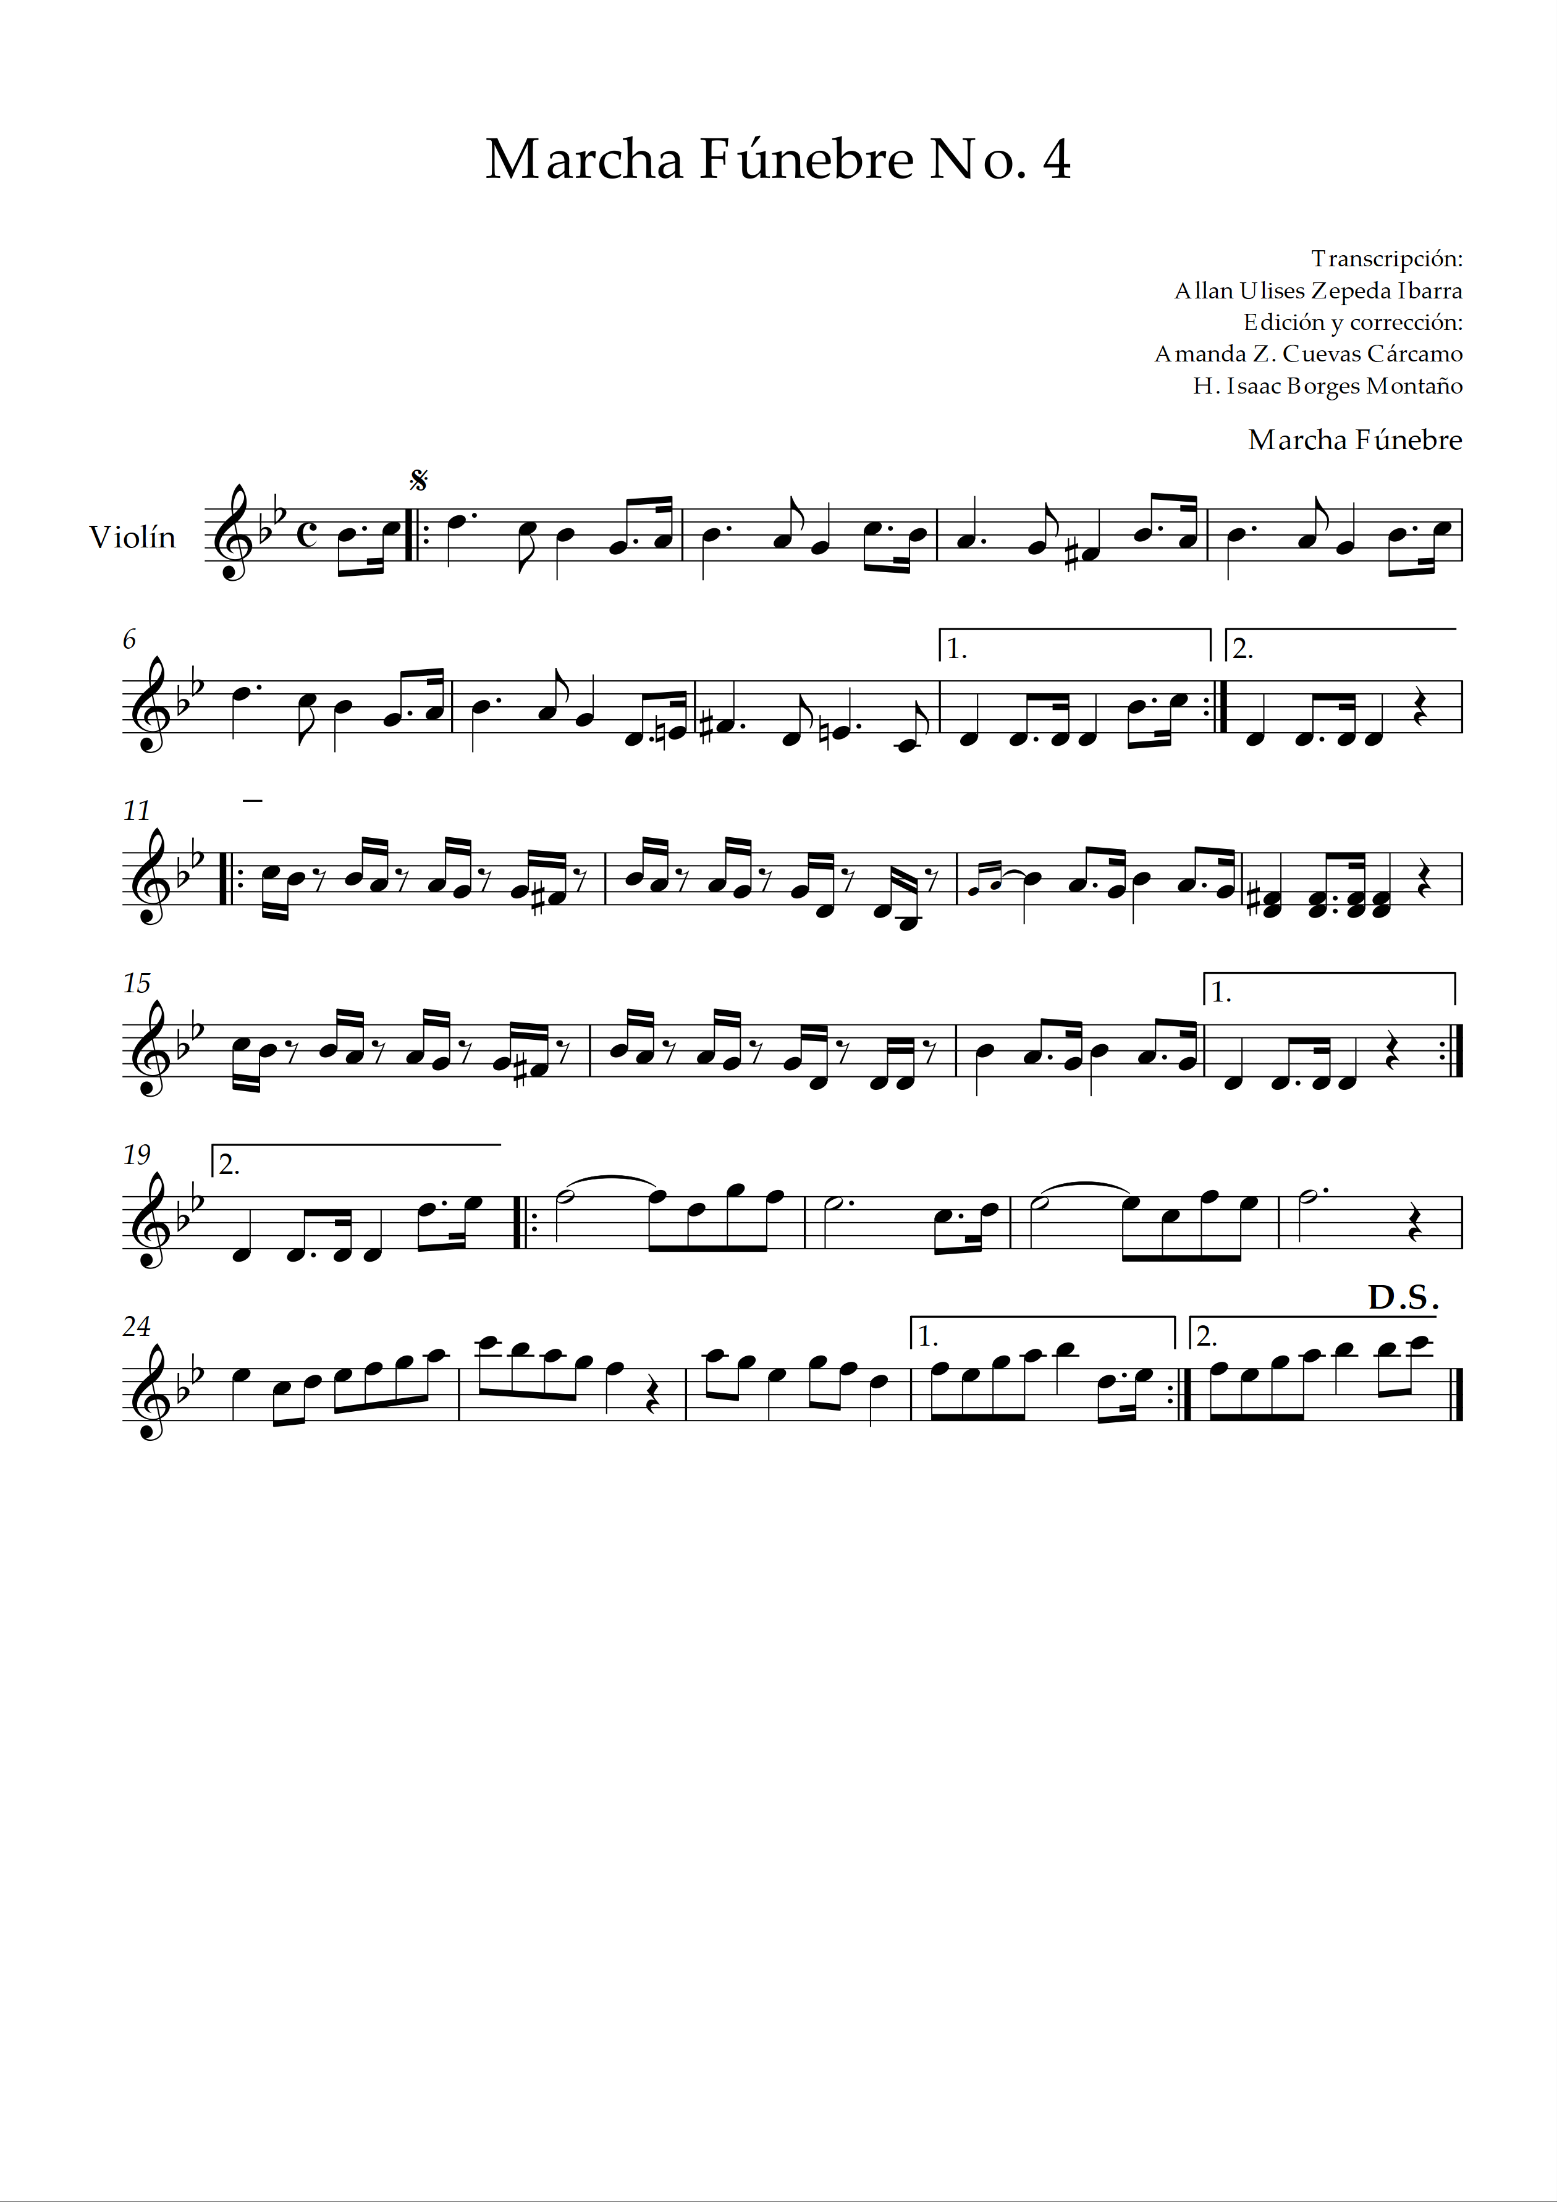 Marcha Fúnebre No. 4
Transcripción:
Allan Ulises Zepeda Ibarra
Edición y corrección:
Amanda Z. Cuevas Cárcamo
H. Isaac Borges Montaño
Marcha Fúnebre
Violín
6
1.
2.
11
15
1.
19
2.
D.S.
24
1.
2.